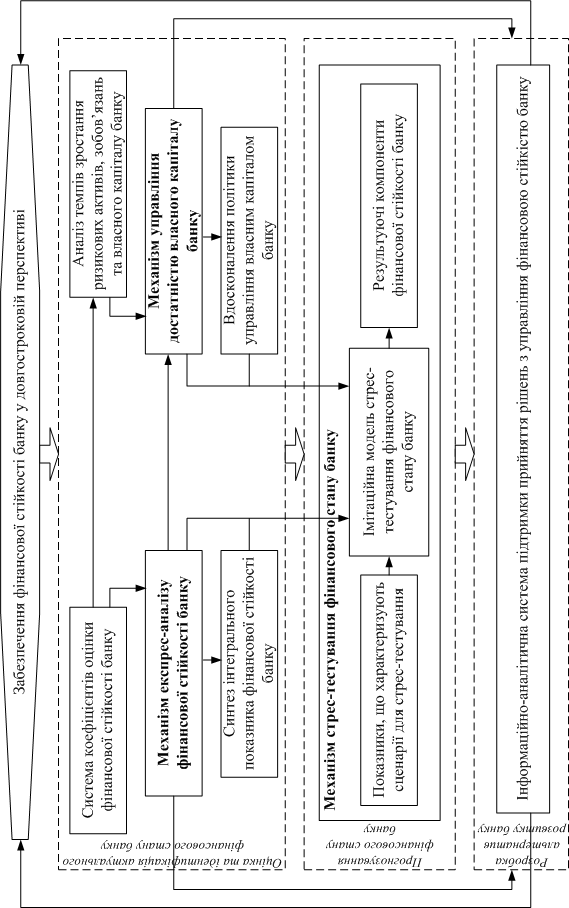 Забезпечення фінансової стійкості банку у довгостроковій перспективі
Оцінка та ідентифікація актуального
фінансового стану банку
Система коефіцієнтів оцінки
фінансової стійкості банку
Аналіз темпів зростання
ризикових активів, зобов'язань
та власного капіталу банку
Механізм експрес-аналізу
фінансової стійкості банку
Механізм управління
достатністю власного капіталу
банку
Синтез інтегрального
показника фінансової стійкості
банку
Вдосконалення політики
управління власним капіталом
банку
Прогнозування
фінансового стану
банку
Механізм стрес-тестування фінансового стану банку
Показники, що характеризують
сценарії для стрес-тестування
Імітаційна модель стрес-
тестування фінансового
стану банку
Результуючі компоненти
фінансової стійкості банку
Розробка
альтернатив
розвитку банку
Інформаційно-аналітична система підтримки прийняття рішень з управління фінансовою стійкістю банку